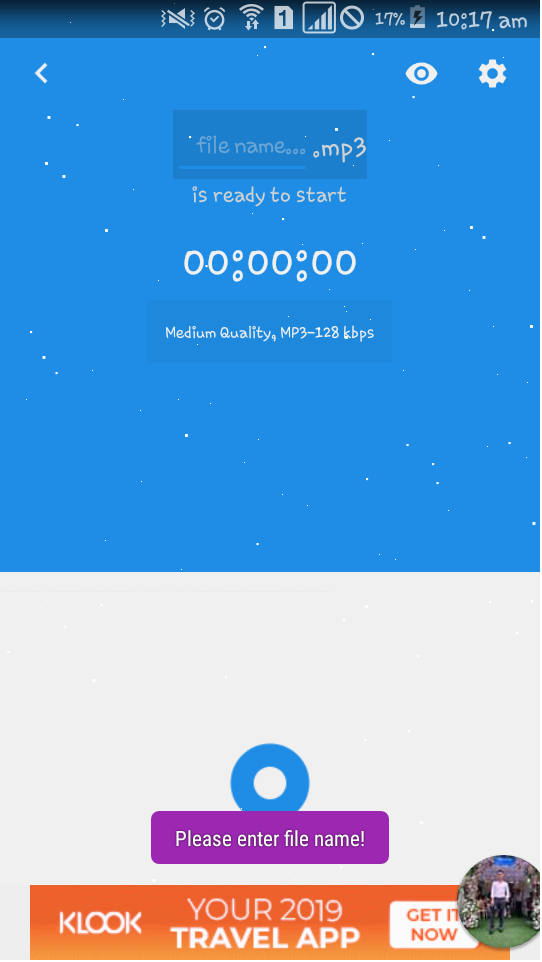 1 17% 10:17 am
file name... .mp3
is ready to start
00:00:00
Medium Quality, MP3-128 kbps
Please enter file name!
KLOOK
YOUR 2019
TRAVEL APP
GET IT
NOW